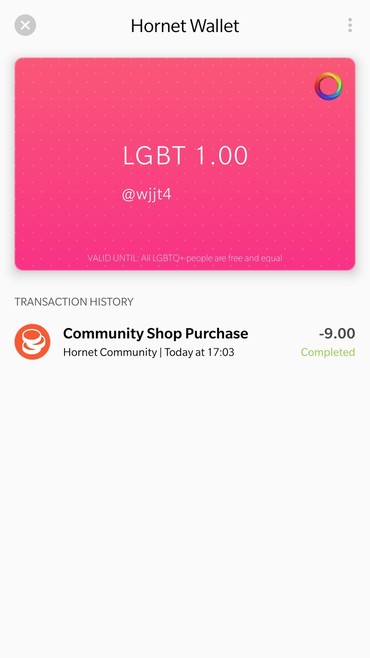 Hornet Wallet
LGBT 1.00
@wjjt4
VALID UNTIL: All LGBTQ+ people are free and equal
TRANSACTION HISTORY
Community Shop Purchase
-9.00
Hornet Community | Today at 17:03
Completed